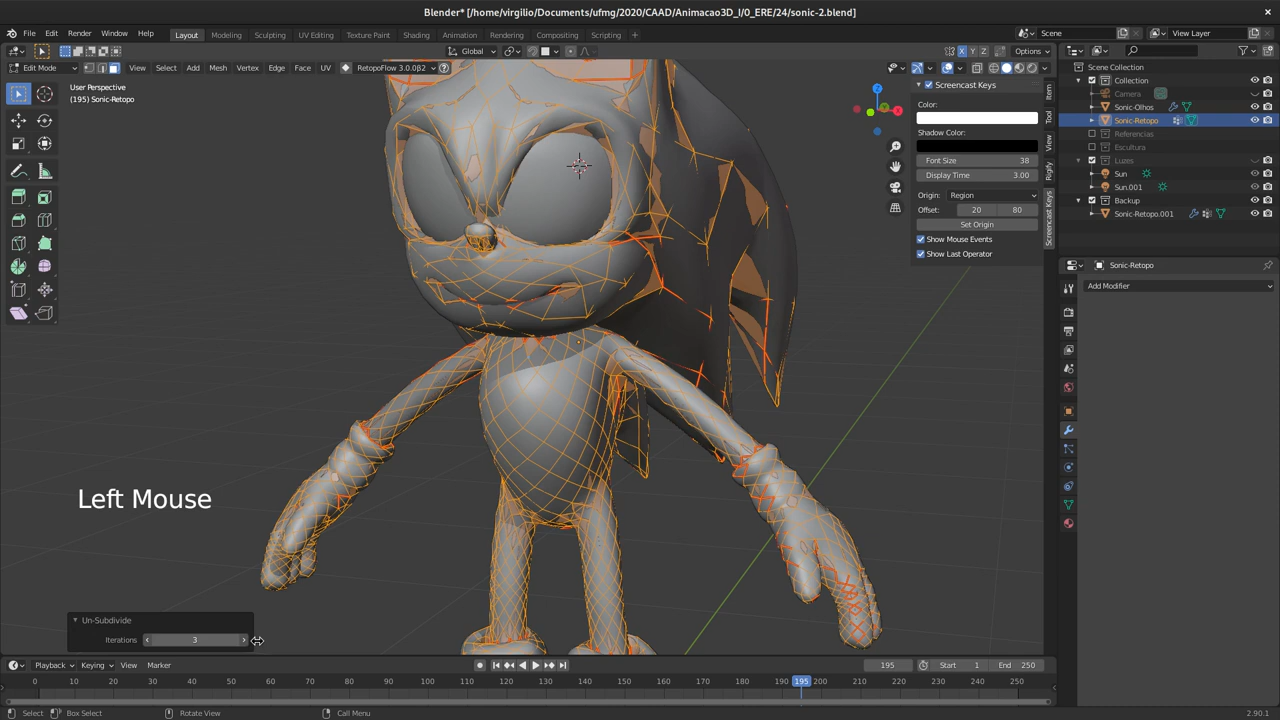 Blender* [/home/virgilio/Documents/ufmg/2020/CAAD/Animacao3D_I/0_ERE/24/sonic-2.blend]
File Edit Render Window Help Layout Modeling Sculpting UV Editing Texture Paint Shading Animation Rendering Compositing Scripting + Scene View Layer
Global X Y Z Options
Edit Mode View Select Add Mesh Vertex Edge Face UV RetopoFlow 3.0.0β2
User Perspective
(195) Sonic-Retopo
Z
X
Screencast Keys
Color:
Shadow Color:
Font Size 38
Display Time 3.00
Origin: Region
Offset: 20 80
Set Origin
Show Mouse Events
Show Last Operator
Item
Tool
View
Rigify
Screencast Keys
Scene Collection
Collection
Camera
Sonic-Olhos
Sonic-Retopo
Referencias
Escultura
Luzes
Sun
Sun.001
Backup
Sonic-Retopo.001
Sonic-Retopo
Add Modifier
Left Mouse
Un-Subdivide
Iterations 3
Playback Keying View Marker 195 Start 1 End 250
0 10 20 30 40 50 60 70 80 90 100 110 120 130 140 150 160 170 180 190 195 200 210 220 230 240 250
Select Box Select Rotate View Call Menu 2.90.1